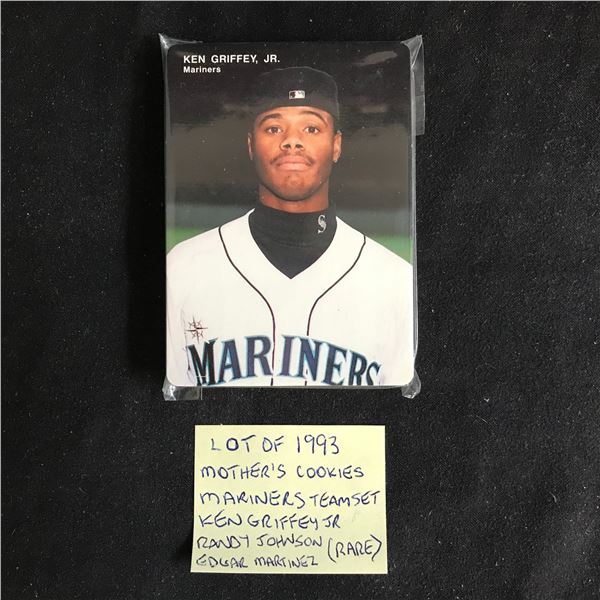 KEN GRIFFEY, JR.
Mariners
S
MARINERS
LOT OF 1993
MOTHER'S COOKIES
MARINERS TEAMSET
KEN GRIFFEY JR
RANDY JOHNSON (RARE)
EDGAR MARTINEZ